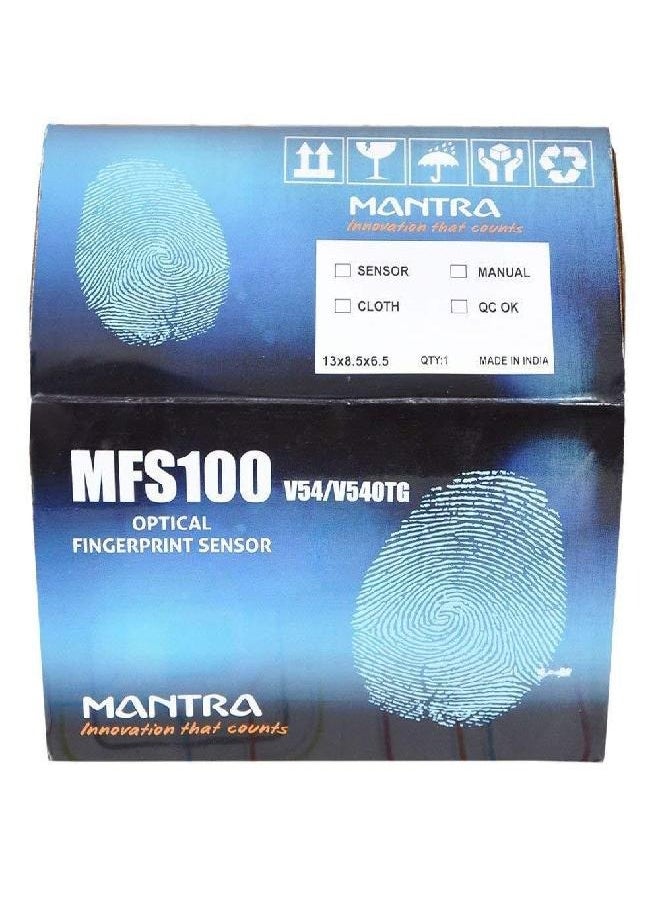 MANTRA
Innovation that counts
SENSOR MANUAL
CLOTH QC OK
13x8.5x6.5 QTY:1 MADE IN INDIA
MFS100 V54/V54OTG
OPTICAL
FINGERPRINT SENSOR
MANTRA
Innovation that counts